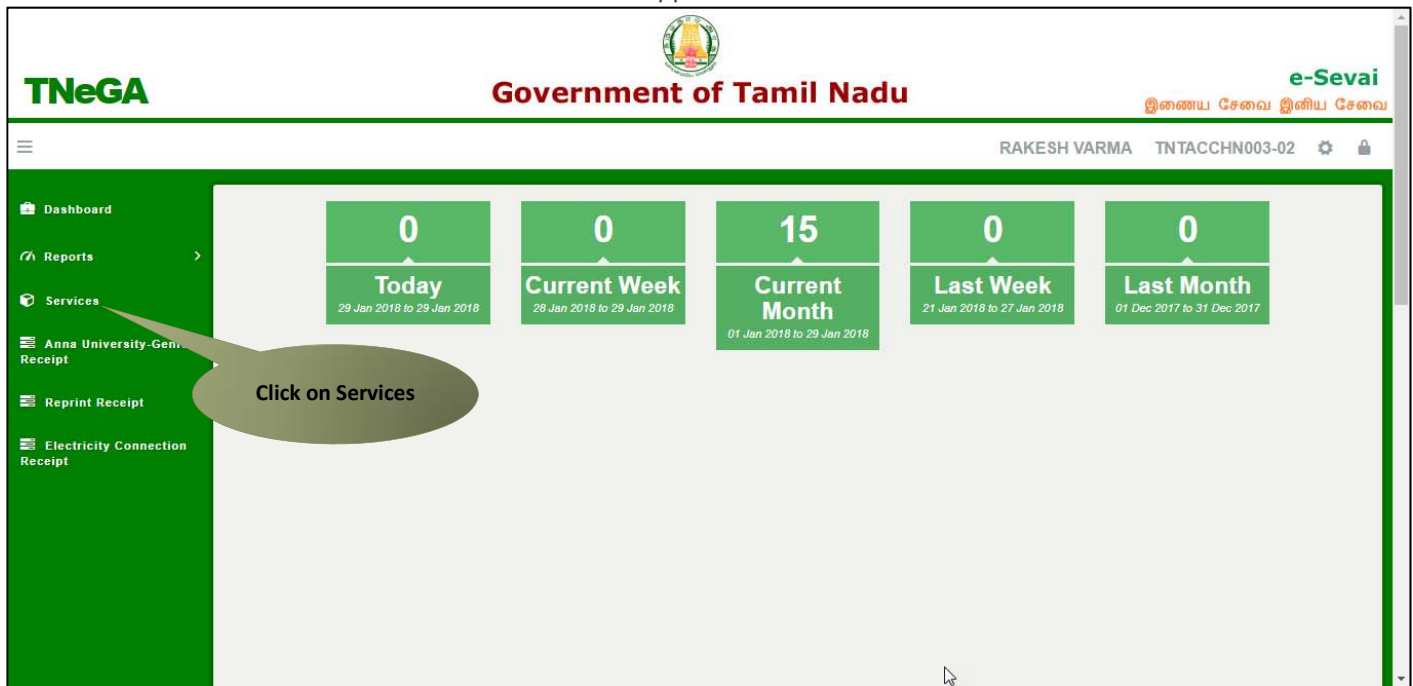 TNeGA
Government of Tamil Nadu
e-Sevai
இணைய சேவை இனிய சேவை
RAKESH VARMA TNTACCHN003-02
Dashboard
Reports
Services
Anna University-Gen
Receipt
Reprint Receipt
Electricity Connection
Receipt
Click on Services
0
Today
29 Jan 2018 to 29 Jan 2018
0
Current Week
28 Jan 2018 to 29 Jan 2018
15
Current
Month
01 Jan 2018 to 29 Jan 2018
0
Last Week
21 Jan 2018 to 27 Jan 2018
0
Last Month
01 Dec 2017 to 31 Dec 2017